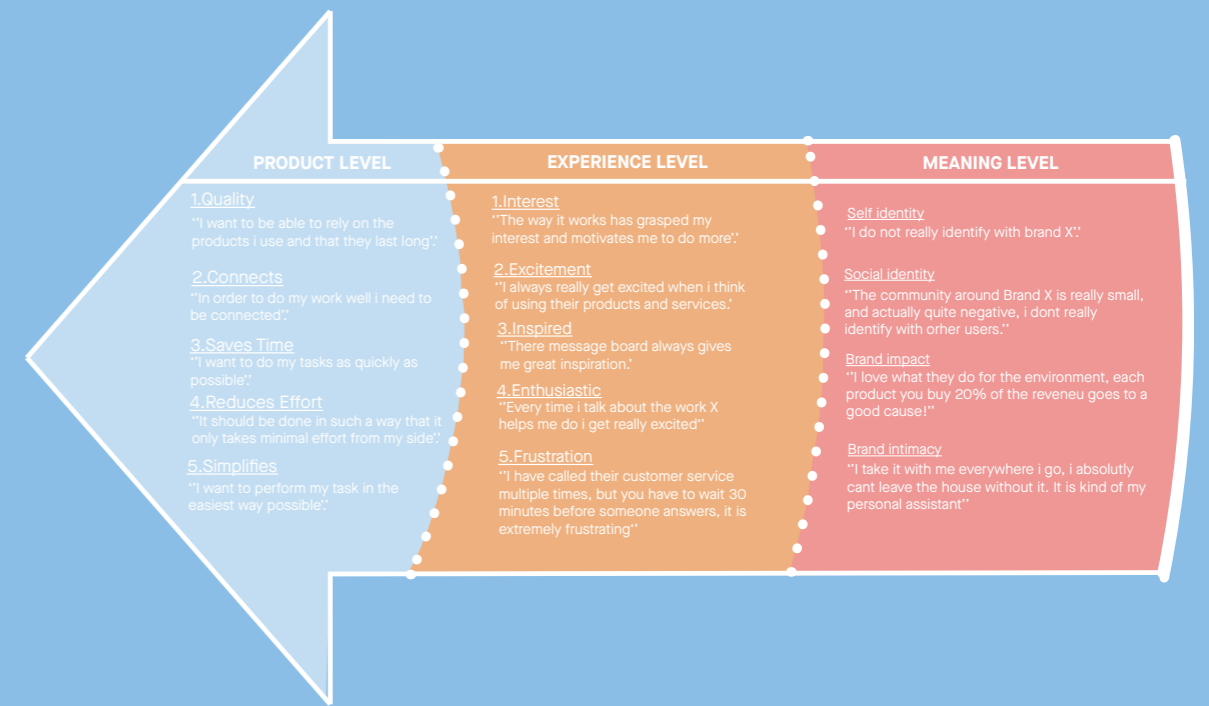 PRODUCT LEVEL
1.Quality
‘'I want to be able to rely on the
products i use and that they last long’.’
2.Connects
‘'In order to do my work well i need to
be connected’.’
3.Saves Time
‘'I want to do my tasks as quickly as
possible’.’
4.Reduces Effort
‘'It should be done in such a way that it
only takes minimal effort from my side’.’
5.Simplifies
‘'I want to perform my task in the
easiest way possible’.’
EXPERIENCE LEVEL
1.Interest
‘'The way it works has grasped my
interest and motivates me to do more’.’
2.Excitement
‘'I always really get excited when i think
of using their products and services.’
3.Inspired
‘'There message board always gives
me great inspiration.’
4.Enthusiastic
‘'Every time i talk about the work X
helps me do i get really excited‘'
5.Frustration
‘'I have called their customer service
multiple times, but you have to wait 30
minutes before someone answers, it is
extremely frustrating‘'
MEANING LEVEL
Self identity
‘'I do not really identify with brand X’.’
Social identity
‘'The community around Brand X is really small,
and actually quite negative, i dont really
identify with orher users.‘'
Brand impact
‘'I love what they do for the environment, each
product you buy 20% of the reveneu goes to a
good cause!‘'
Brand intimacy
‘'I take it with me everywhere i go, i absolutly
cant leave the house without it. It is kind of my
personal assistant‘'